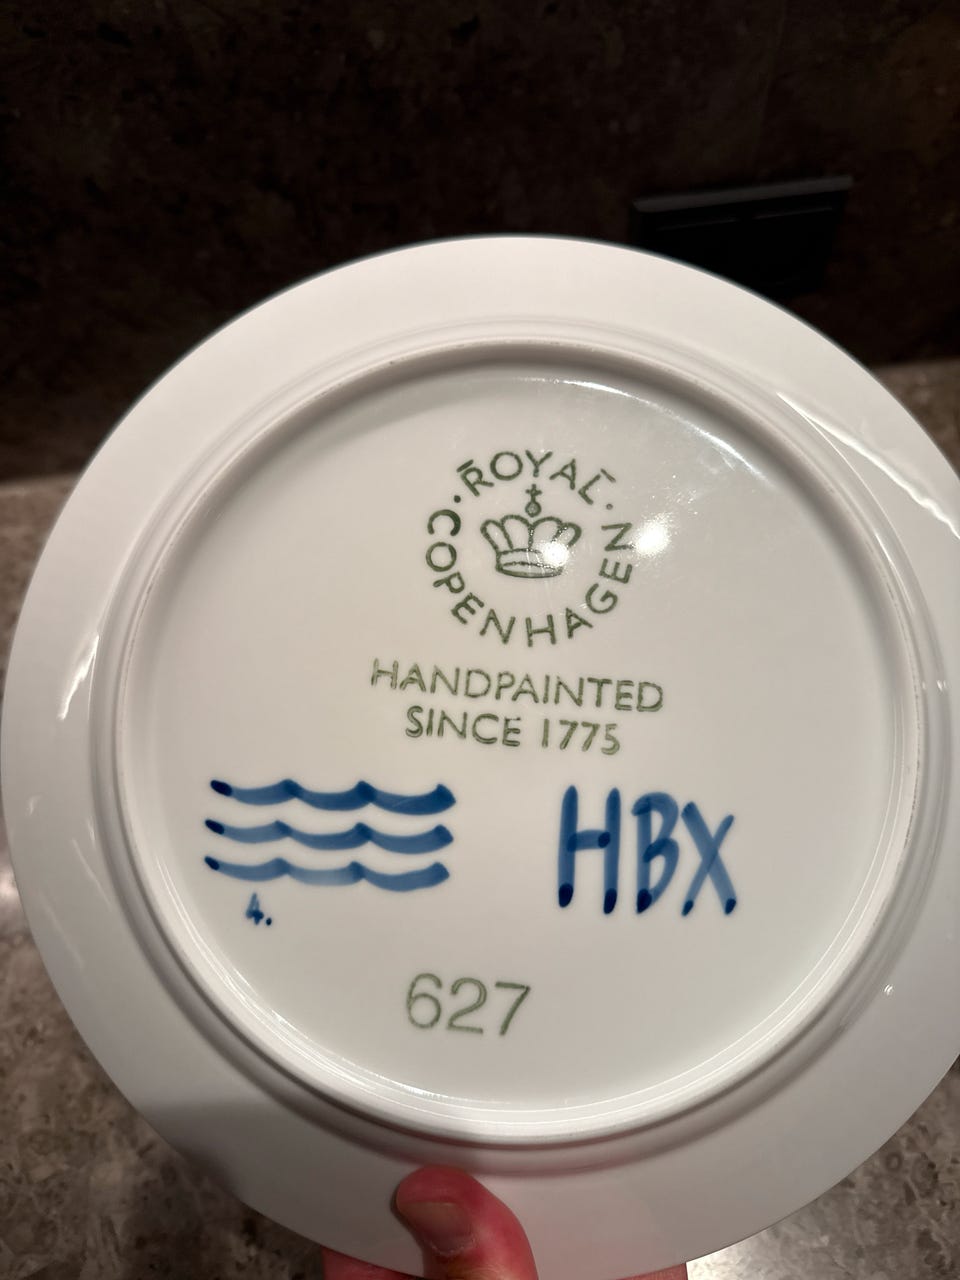 ROYAL
COPENHAGEN
HANDPAINTED
SINCE 1775
HBX
4.
627